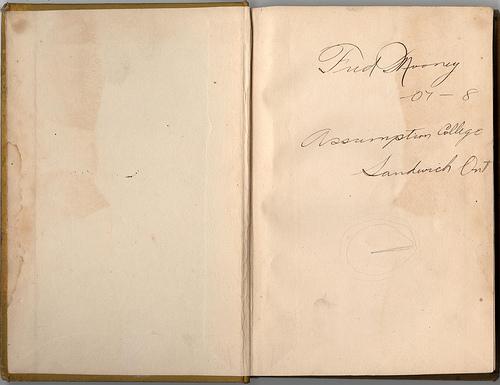 Fred Mooney
-07 - 8
Assumption College
Sandwich Ont